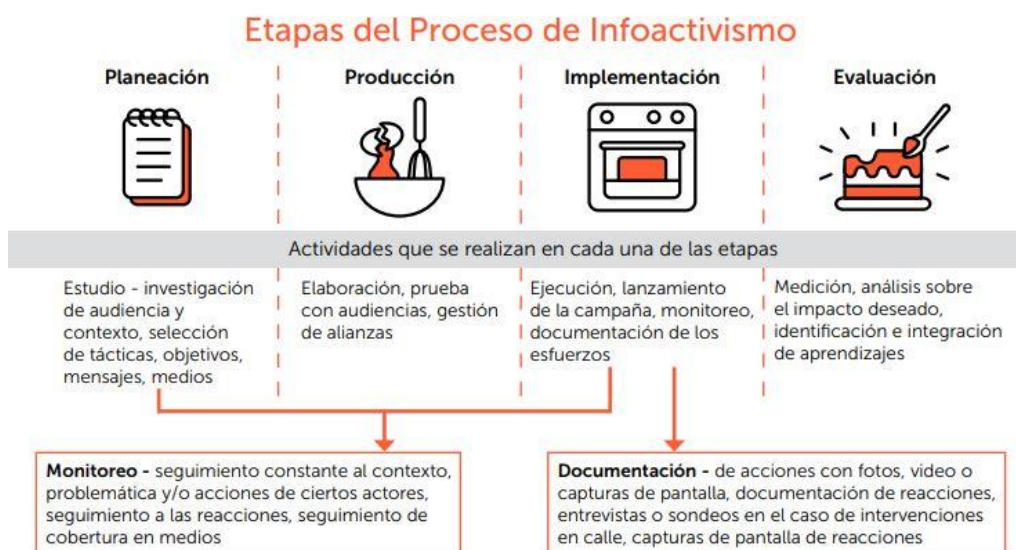 Etapas del Proceso de Infoactivismo
Planeación
Producción
Implementación
Evaluación
Actividades que se realizan en cada una de las etapas
Estudio - investigación
de audiencia y
contexto, selección
de tácticas, objetivos,
mensajes, medios
Elaboración, prueba
con audiencias, gestión
de alianzas
Ejecución, lanzamiento
de la campaña, monitoreo,
documentación de los
esfuerzos
Medición, análisis sobre
el impacto deseado,
identificación e integración
de aprendizajes
Monitoreo - seguimiento constante al contexto,
problemática y/o acciones de ciertos actores,
seguimiento a las reacciones, seguimiento de
cobertura en medios
Documentación - de acciones con fotos, video o
capturas de pantalla, documentación de reacciones,
entrevistas o sondeos en el caso de intervenciones
en calle, capturas de pantalla de reacciones